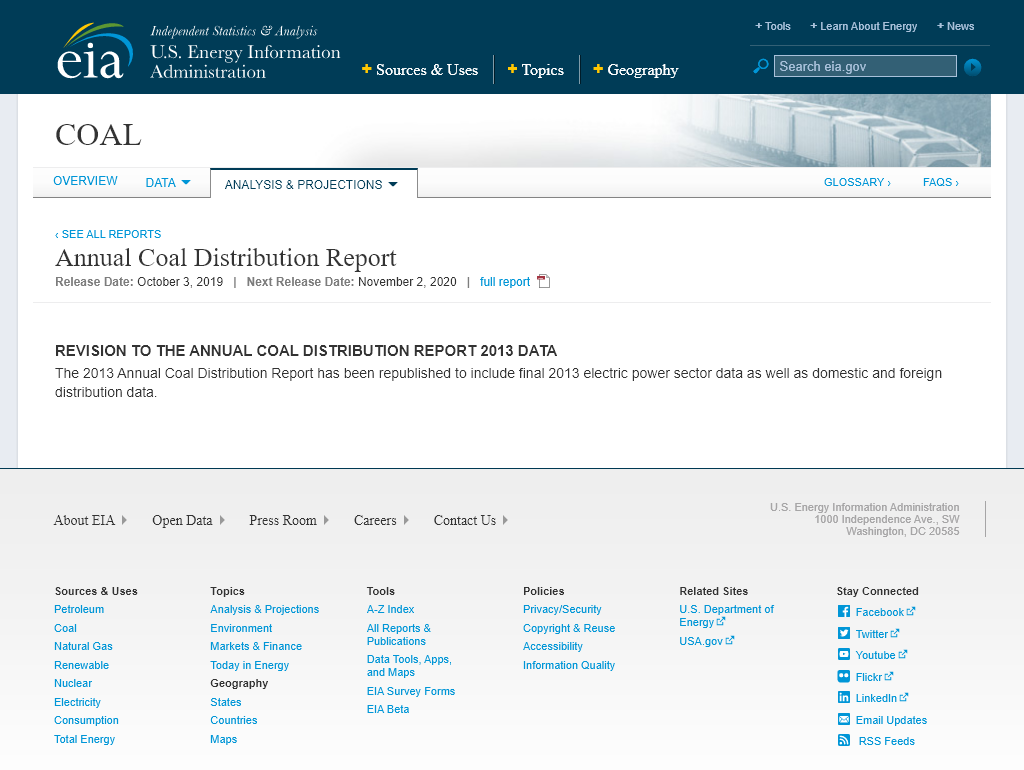 eia
Independent Statistics & Analysis
U.S. Energy Information
Administration
+ Sources & Uses
+ Topics
+ Geography
+ Tools
+ Learn About Energy
+ News
Search eia.gov
COAL
OVERVIEW
DATA
ANALYSIS & PROJECTIONS
GLOSSARY ›
FAQS ›
‹ SEE ALL REPORTS
Annual Coal Distribution Report
Release Date: October 3, 2019 | Next Release Date: November 2, 2020 | full report
REVISION TO THE ANNUAL COAL DISTRIBUTION REPORT 2013 DATA
The 2013 Annual Coal Distribution Report has been republished to include final 2013 electric power sector data as well as domestic and foreign
distribution data.
About EIA
Open Data
Press Room
Careers
Contact Us
U.S. Energy Information Administration
1000 Independence Ave., SW
Washington, DC 20585
Sources & Uses
Petroleum
Coal
Natural Gas
Renewable
Nuclear
Electricity
Consumption
Total Energy
Topics
Analysis & Projections
Environment
Markets & Finance
Today in Energy
Geography
States
Countries
Maps
Tools
A-Z Index
All Reports &
Publications
Data Tools, Apps,
and Maps
EIA Survey Forms
EIA Beta
Policies
Privacy/Security
Copyright & Reuse
Accessibility
Information Quality
Related Sites
U.S. Department of
Energy
USA.gov
Stay Connected
Facebook
Twitter
Youtube
Flickr
LinkedIn
Email Updates
RSS Feeds